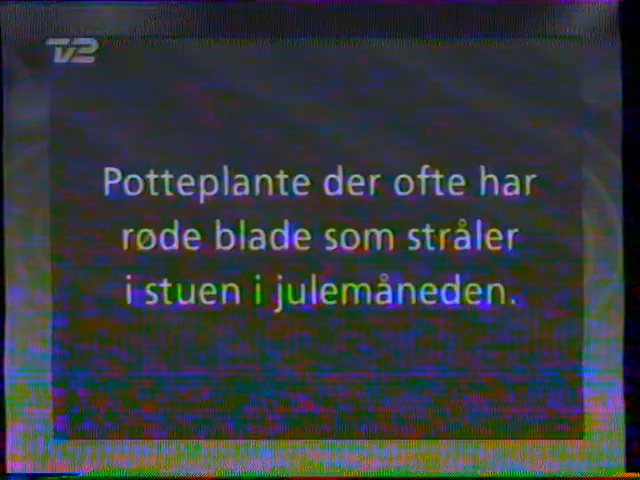 TV2
Potteplante der ofte har
røde blade som stråler
i stuen i julemåneden.